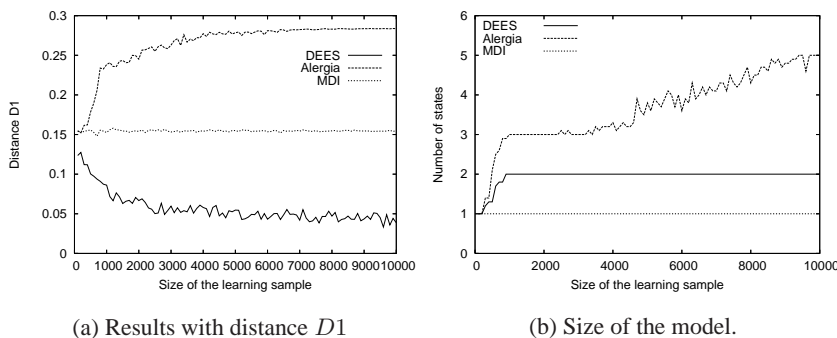 0.3
0.25
0.2
0.15
0.1
0.05
0
Distance D1
DEES
Alergia
MDI
0 1000 2000 3000 4000 5000 6000 7000 8000 9000 10000
Size of the learning sample
(a) Results with distance D1
6
5
4
3
2
1
0
Number of states
DEES
Alergia
MDI
0 2000 4000 6000 8000 10000
Size of the learning sample
(b) Size of the model.